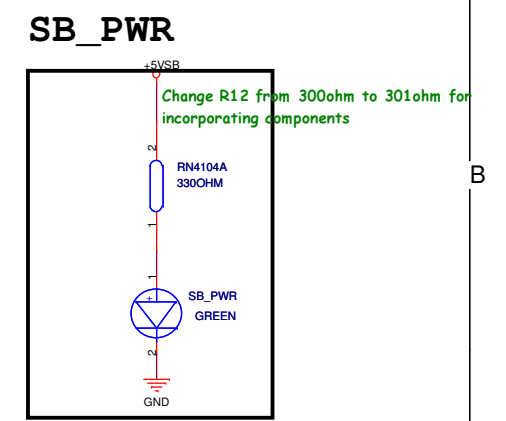 SB_PWR
+5VSB
Change R12 from 300ohm to 301ohm for
incorporating components
2
RN4104A
330OHM
1
B
1
+
SB_PWR
GREEN
2
GND